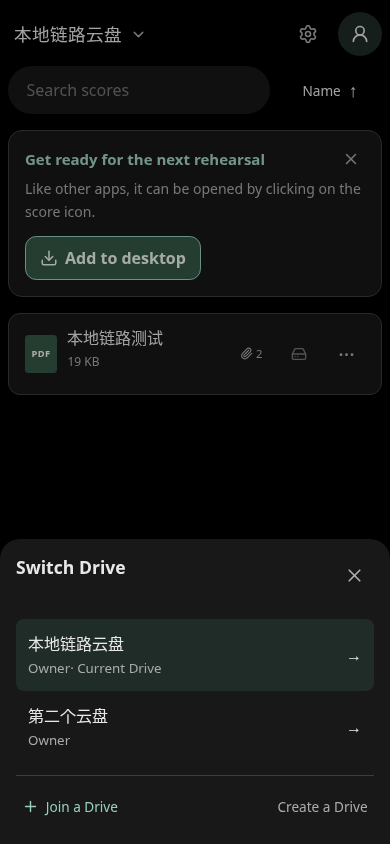 本地链路云盘
Search scores
Name ↑
Get ready for the next rehearsal
Like other apps, it can be opened by clicking on the
score icon.
Add to desktop
PDF
本地链路测试
19 KB
2
Switch Drive
本地链路云盘
Owner· Current Drive
→
第二个云盘
Owner
→
Join a Drive
Create a Drive